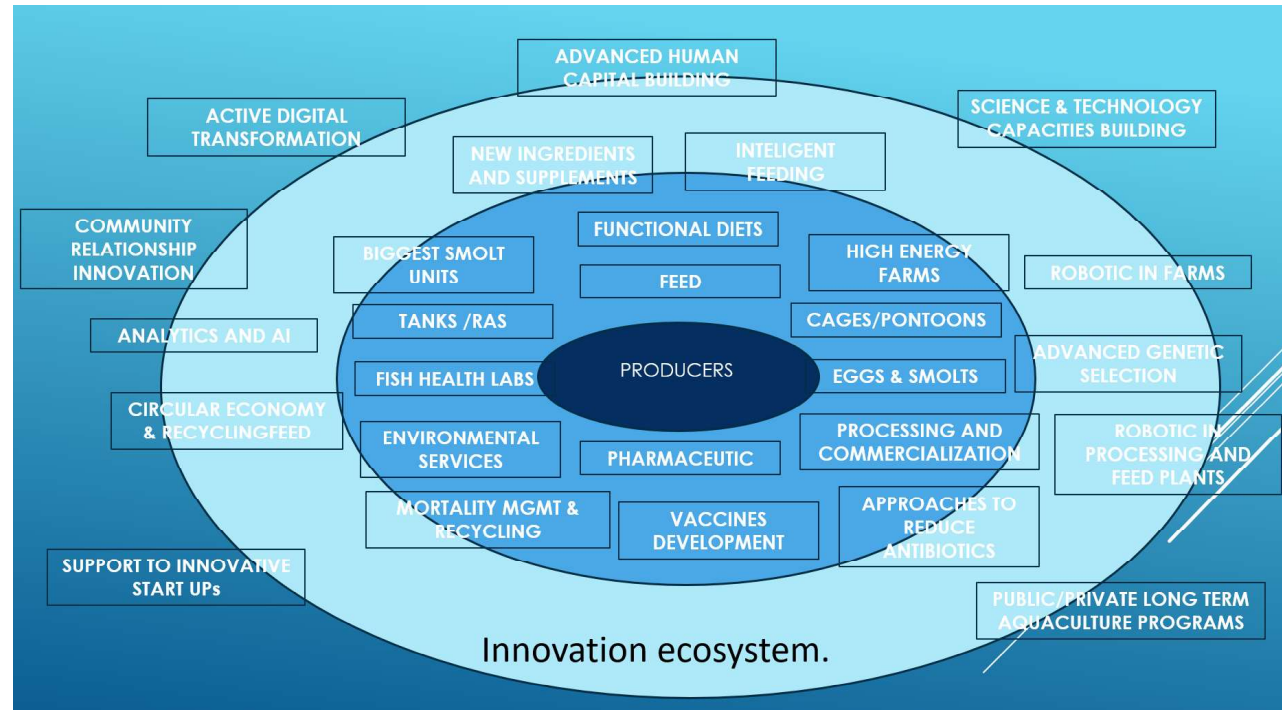 ADVANCED HUMAN
CAPITAL BUILDING
ACTIVE DIGITAL
TRANSFORMATION
SCIENCE & TECHNOLOGY
CAPACITIES BUILDING
NEW INGREDIENTS
AND SUPPLEMENTS
INTELIGENT
FEEDING
COMMUNITY
RELATIONSHIP
INNOVATION
FUNCTIONAL DIETS
BIGGEST SMOLT
UNITS
HIGH ENERGY
FARMS
ROBOTIC IN FARMS
FEED
TANKS /RAS
CAGES/PONTOONS
ANALYTICS AND AI
ADVANCED GENETIC
SELECTION
FISH HEALTH LABS
PRODUCERS
EGGS & SMOLTS
CIRCULAR ECONOMY
& RECYCLINGFEED
ENVIRONMENTAL
SERVICES
PHARMACEUTIC
PROCESSING AND
COMMERCIALIZATION
ROBOTIC IN
PROCESSING AND
FEED PLANTS
MORTALITY MGMT &
RECYCLING
VACCINES
DEVELOPMENT
APPROACHES TO
REDUCE
ANTIBIOTICS
SUPPORT TO INNOVATIVE
START UPs
PUBLIC/PRIVATE LONG TERM
AQUACULTURE PROGRAMS
Innovation ecosystem.